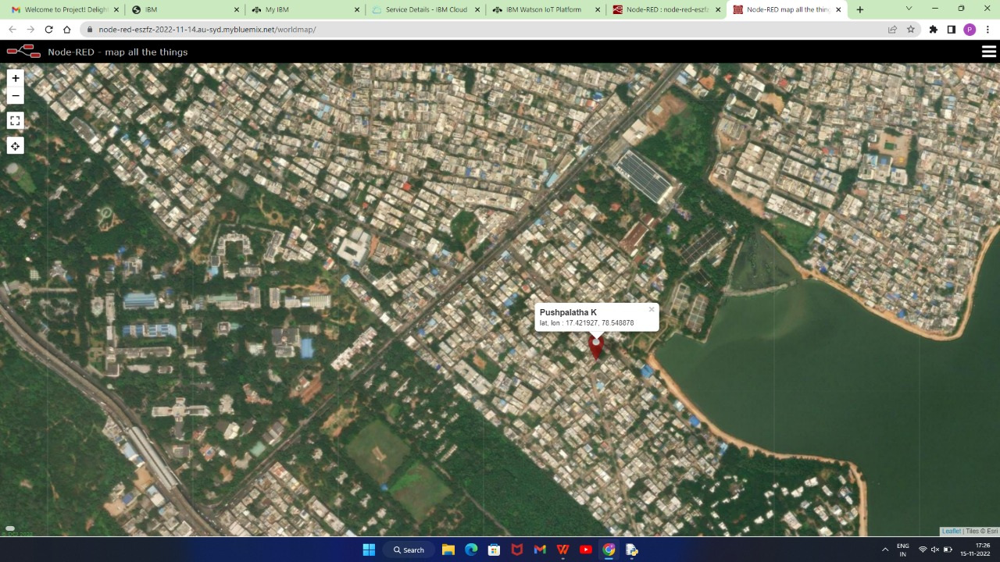 Welcome to Project! Deligh
IBM
My IBM
Service Details - IBM Cloud
IBM Watson IoT Platform
Node-RED : node-red-eszfz
Node-RED map all the thing
node-red-eszfz-2022-11-14.au-syd.mybluemix.net/worldmap/
P
Node-RED - map all the things
+
−
Pushpalatha K
lat, lon : 17.421927, 78.548878
Leaflet | Tiles © Esri
Search
ENG
IN
17:26
15-11-2022